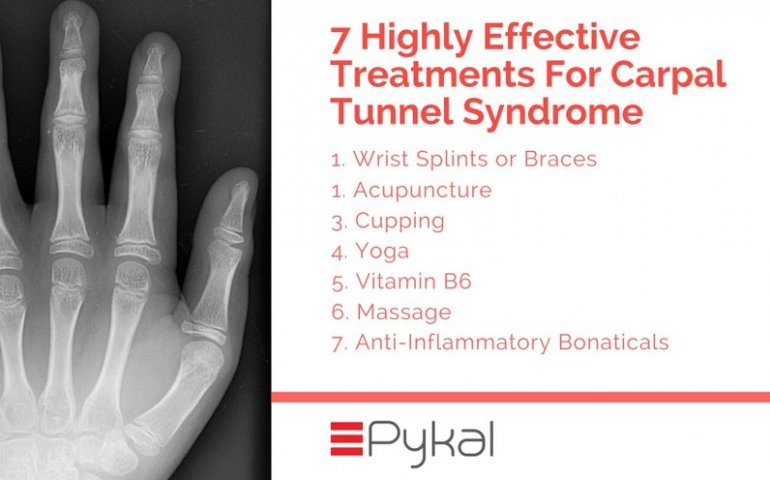 7 Highly Effective
Treatments For Carpal
Tunnel Syndrome
1. Wrist Splints or Braces
1. Acupuncture
3. Cupping
4. Yoga
5. Vitamin B6
6. Massage
7. Anti-Inflammatory Bonaticals
Pykal